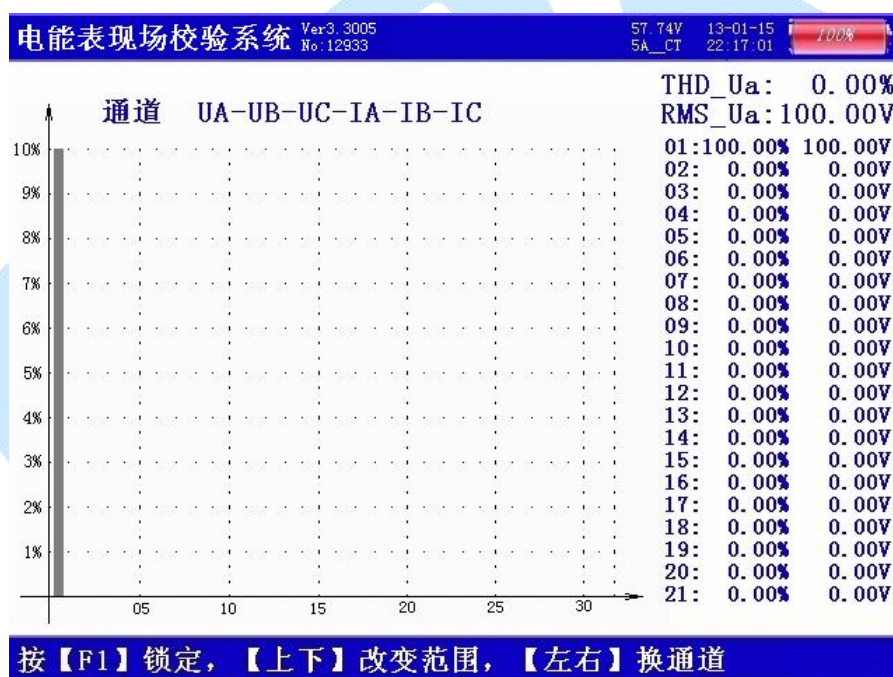 电能表现场校验系统 Ver3.3005 No:12933
57.74V 13-01-15
5A__CT 22:17:01
100%
通道 UA-UB-UC-IA-IB-IC
THD_Ua: 0.00%
RMS_Ua:100.00V
10%
9%
8%
7%
6%
5%
4%
3%
2%
1%
05 10 15 20 25 30
01:100.00% 100.00V
02: 0.00% 0.00V
03: 0.00% 0.00V
04: 0.00% 0.00V
05: 0.00% 0.00V
06: 0.00% 0.00V
07: 0.00% 0.00V
08: 0.00% 0.00V
09: 0.00% 0.00V
10: 0.00% 0.00V
11: 0.00% 0.00V
12: 0.00% 0.00V
13: 0.00% 0.00V
14: 0.00% 0.00V
15: 0.00% 0.00V
16: 0.00% 0.00V
17: 0.00% 0.00V
18: 0.00% 0.00V
19: 0.00% 0.00V
20: 0.00% 0.00V
21: 0.00% 0.00V
按【F1】锁定，【上下】改变范围，【左右】换通道